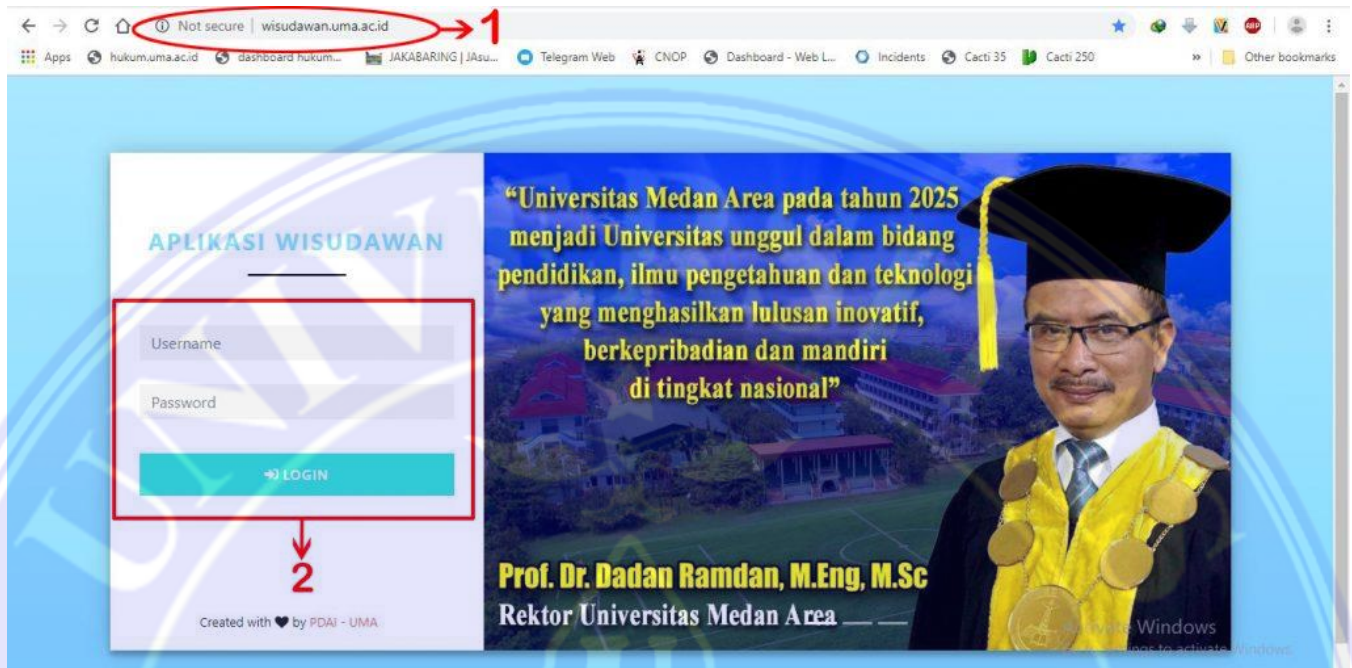 Not secure | wisudawan.uma.ac.id
1
Apps hukum.uma.ac.id dashboard hukum... JAKABARING | JAsu... Telegram Web CNOP Dashboard - Web L... Incidents Cacti 35 Cacti 250 » Other bookmarks
APLIKASI WISUDAWAN
Username
Password
LOGIN
2
Created with ♥ by PDAI - UMA
“Universitas Medan Area pada tahun 2025
menjadi Universitas unggul dalam bidang
pendidikan, ilmu pengetahuan dan teknologi
yang menghasilkan lulusan inovatif,
berkepribadian dan mandiri
di tingkat nasional”
Prof. Dr. Dadan Ramdan, M.Eng, M.Sc
Rektor Universitas Medan Area
Activate Windows
to activate Windows.
UNIVER